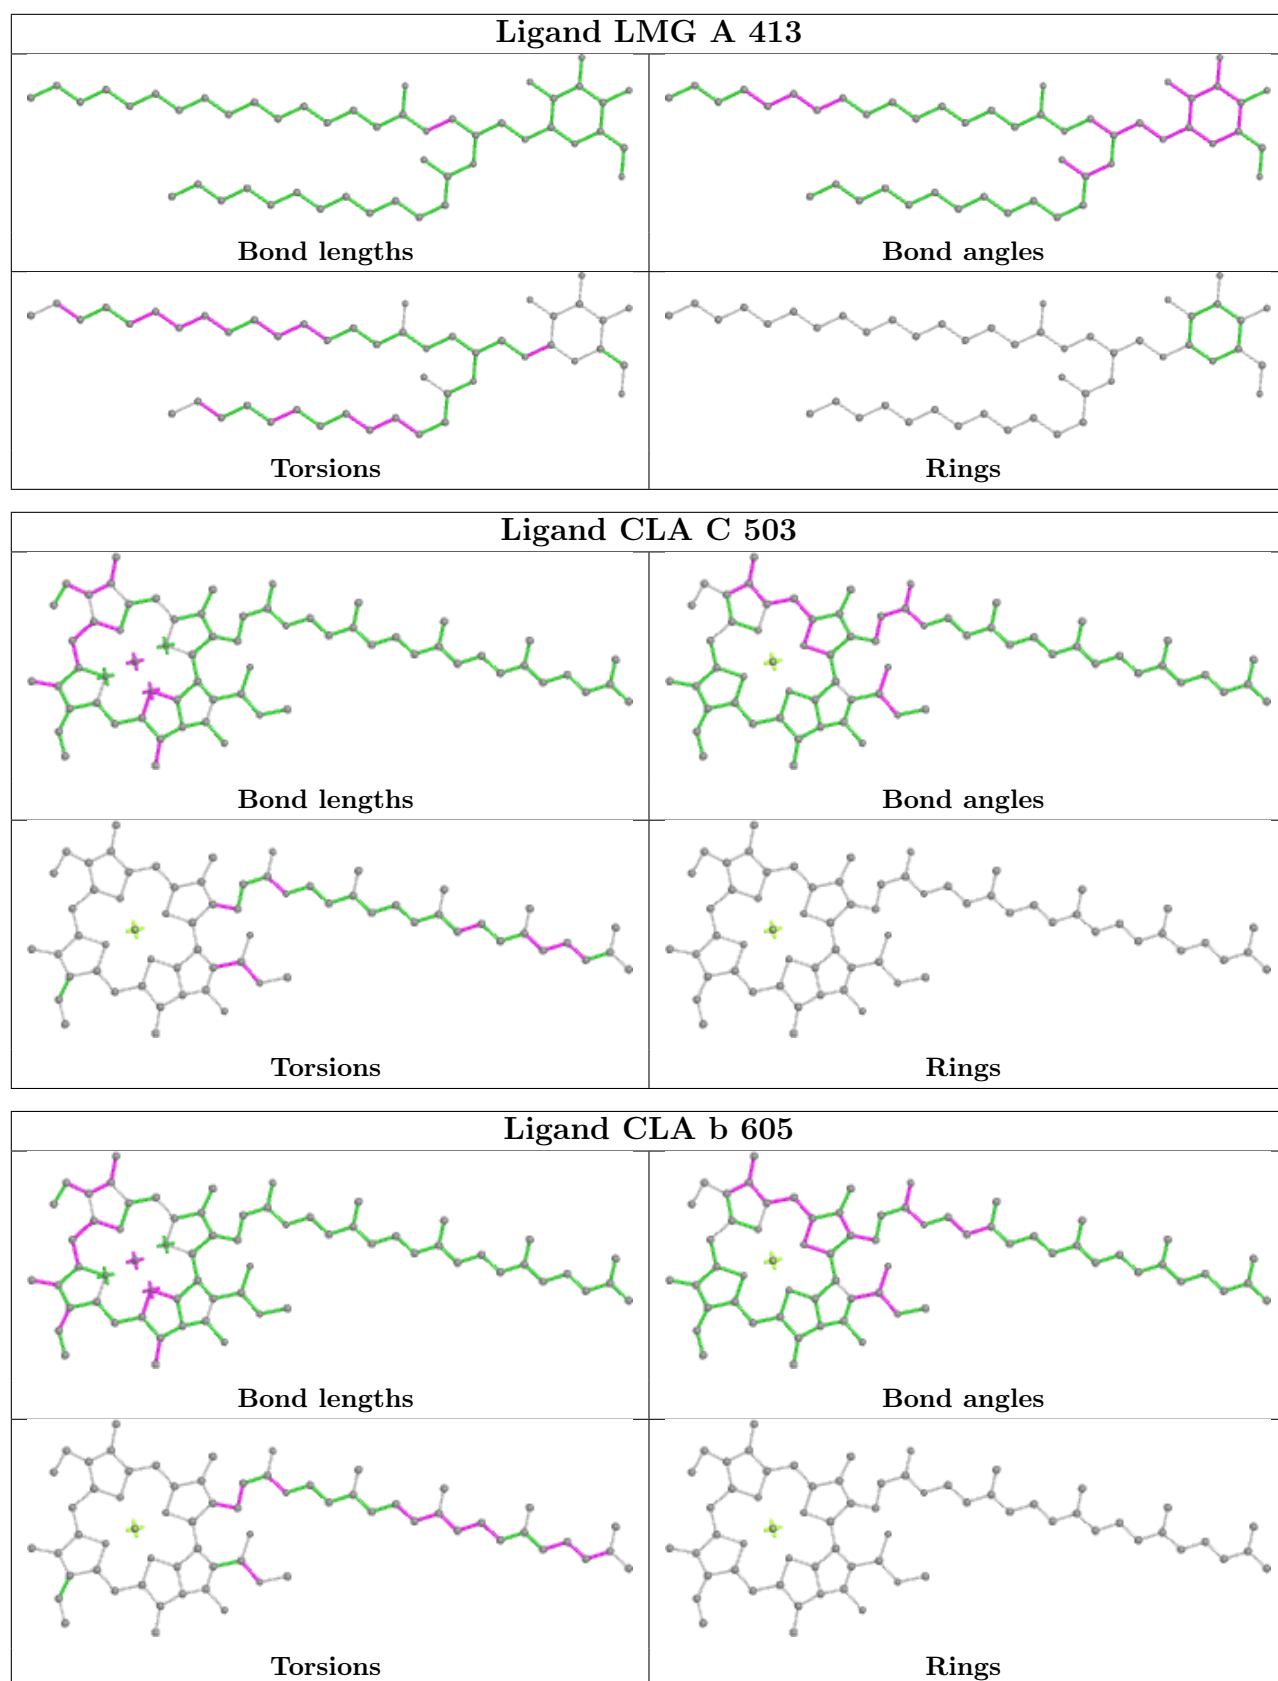 Ligand LMG A 413
Bond lengths
Bond angles
Torsions
Rings
Ligand CLA C 503
Bond lengths
Bond angles
Torsions
Rings
Ligand CLA b 605
Bond lengths
Bond angles
Torsions
Rings